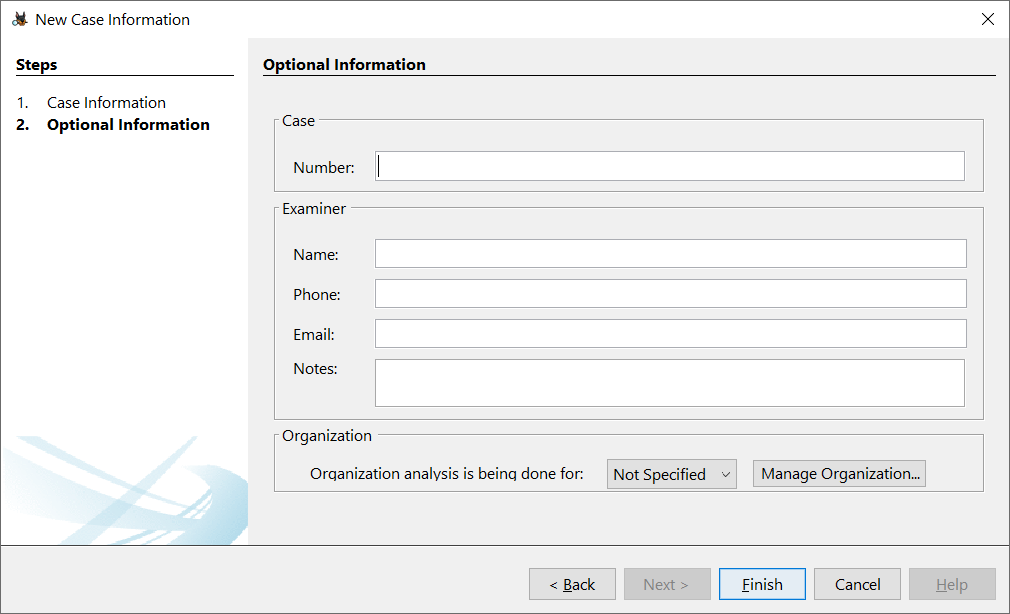 New Case Information
Steps
1. Case Information
2. Optional Information
Optional Information
Case
Number:
Examiner
Name:
Phone:
Email:
Notes:
Organization
Organization analysis is being done for: Not Specified Manage Organization...
< Back Next > Finish Cancel Help